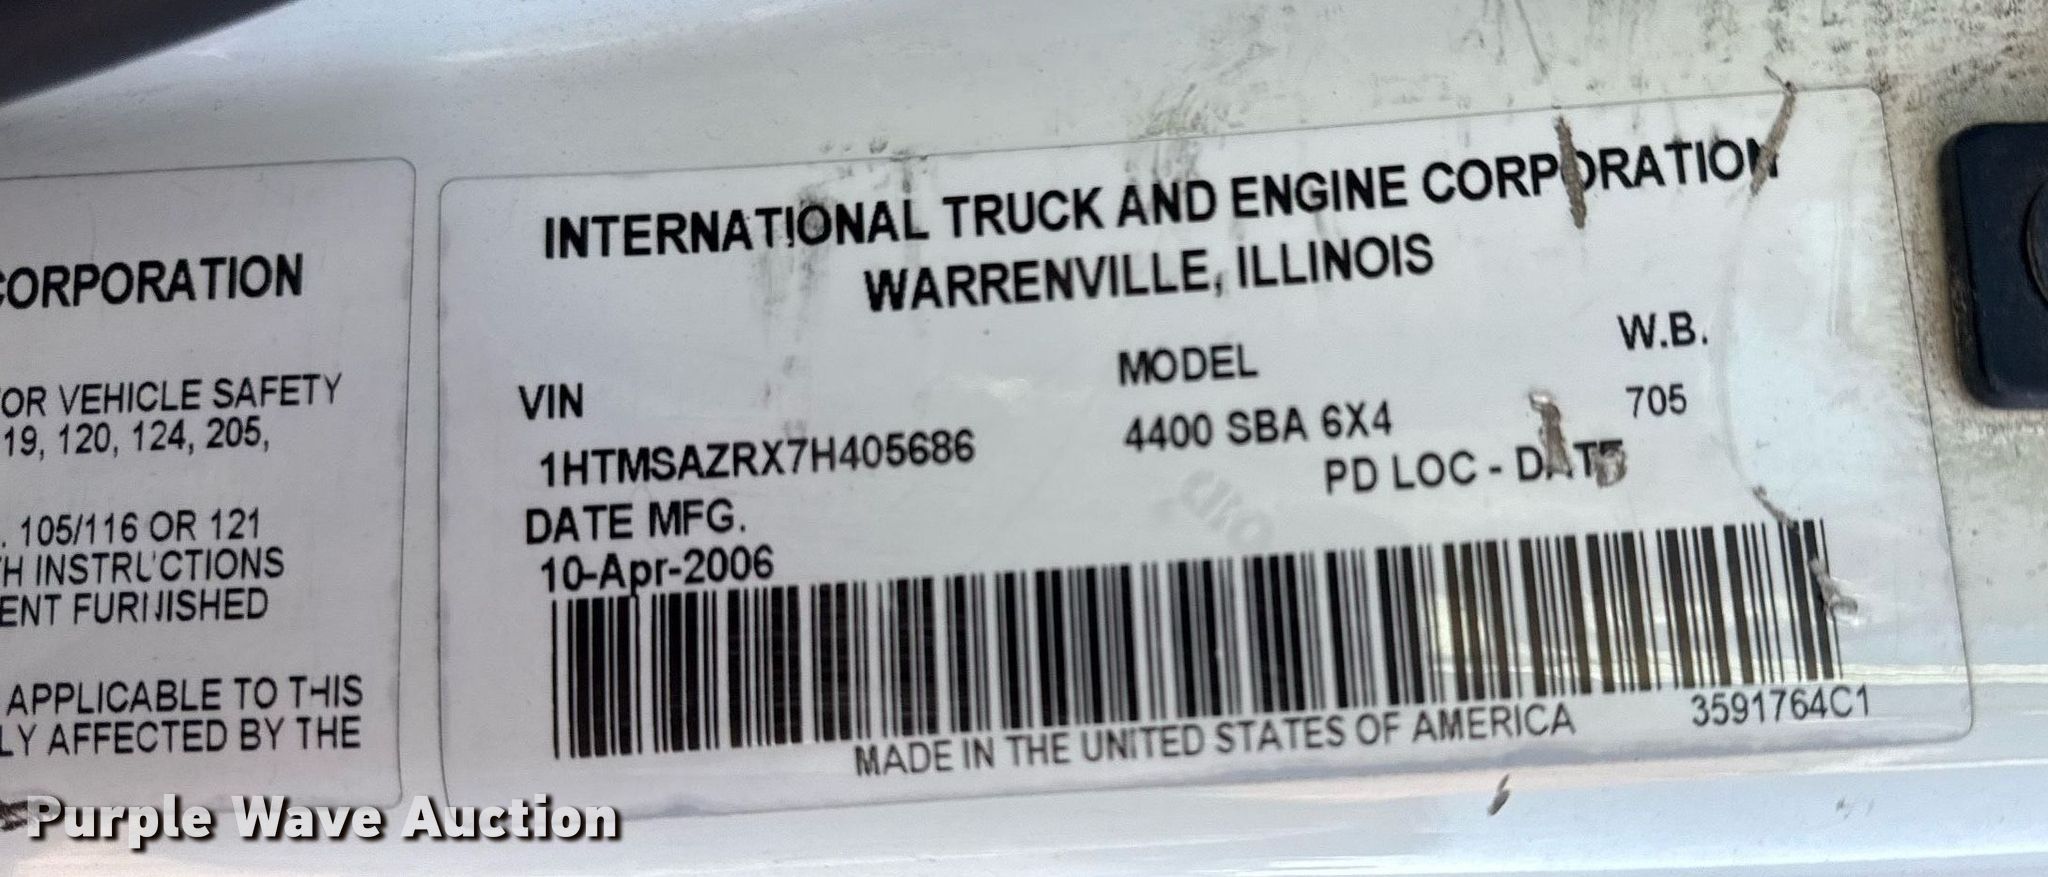 CORPORATION
OR VEHICLE SAFETY
19, 120, 124, 205,
. 105/116 OR 121
H INSTRUCTIONS
ENT FURNISHED
APPLICABLE TO THIS
LY AFFECTED BY THE
INTERNATIONAL TRUCK AND ENGINE CORPORATION
WARRENVILLE, ILLINOIS
VIN MODEL W.B.
1HTMSAZRX7H405686 4400 SBA 6X4 705
DATE MFG. PD LOC - DATE
10-Apr-2006
MADE IN THE UNITED STATES OF AMERICA 3591764C1
Purple Wave Auction